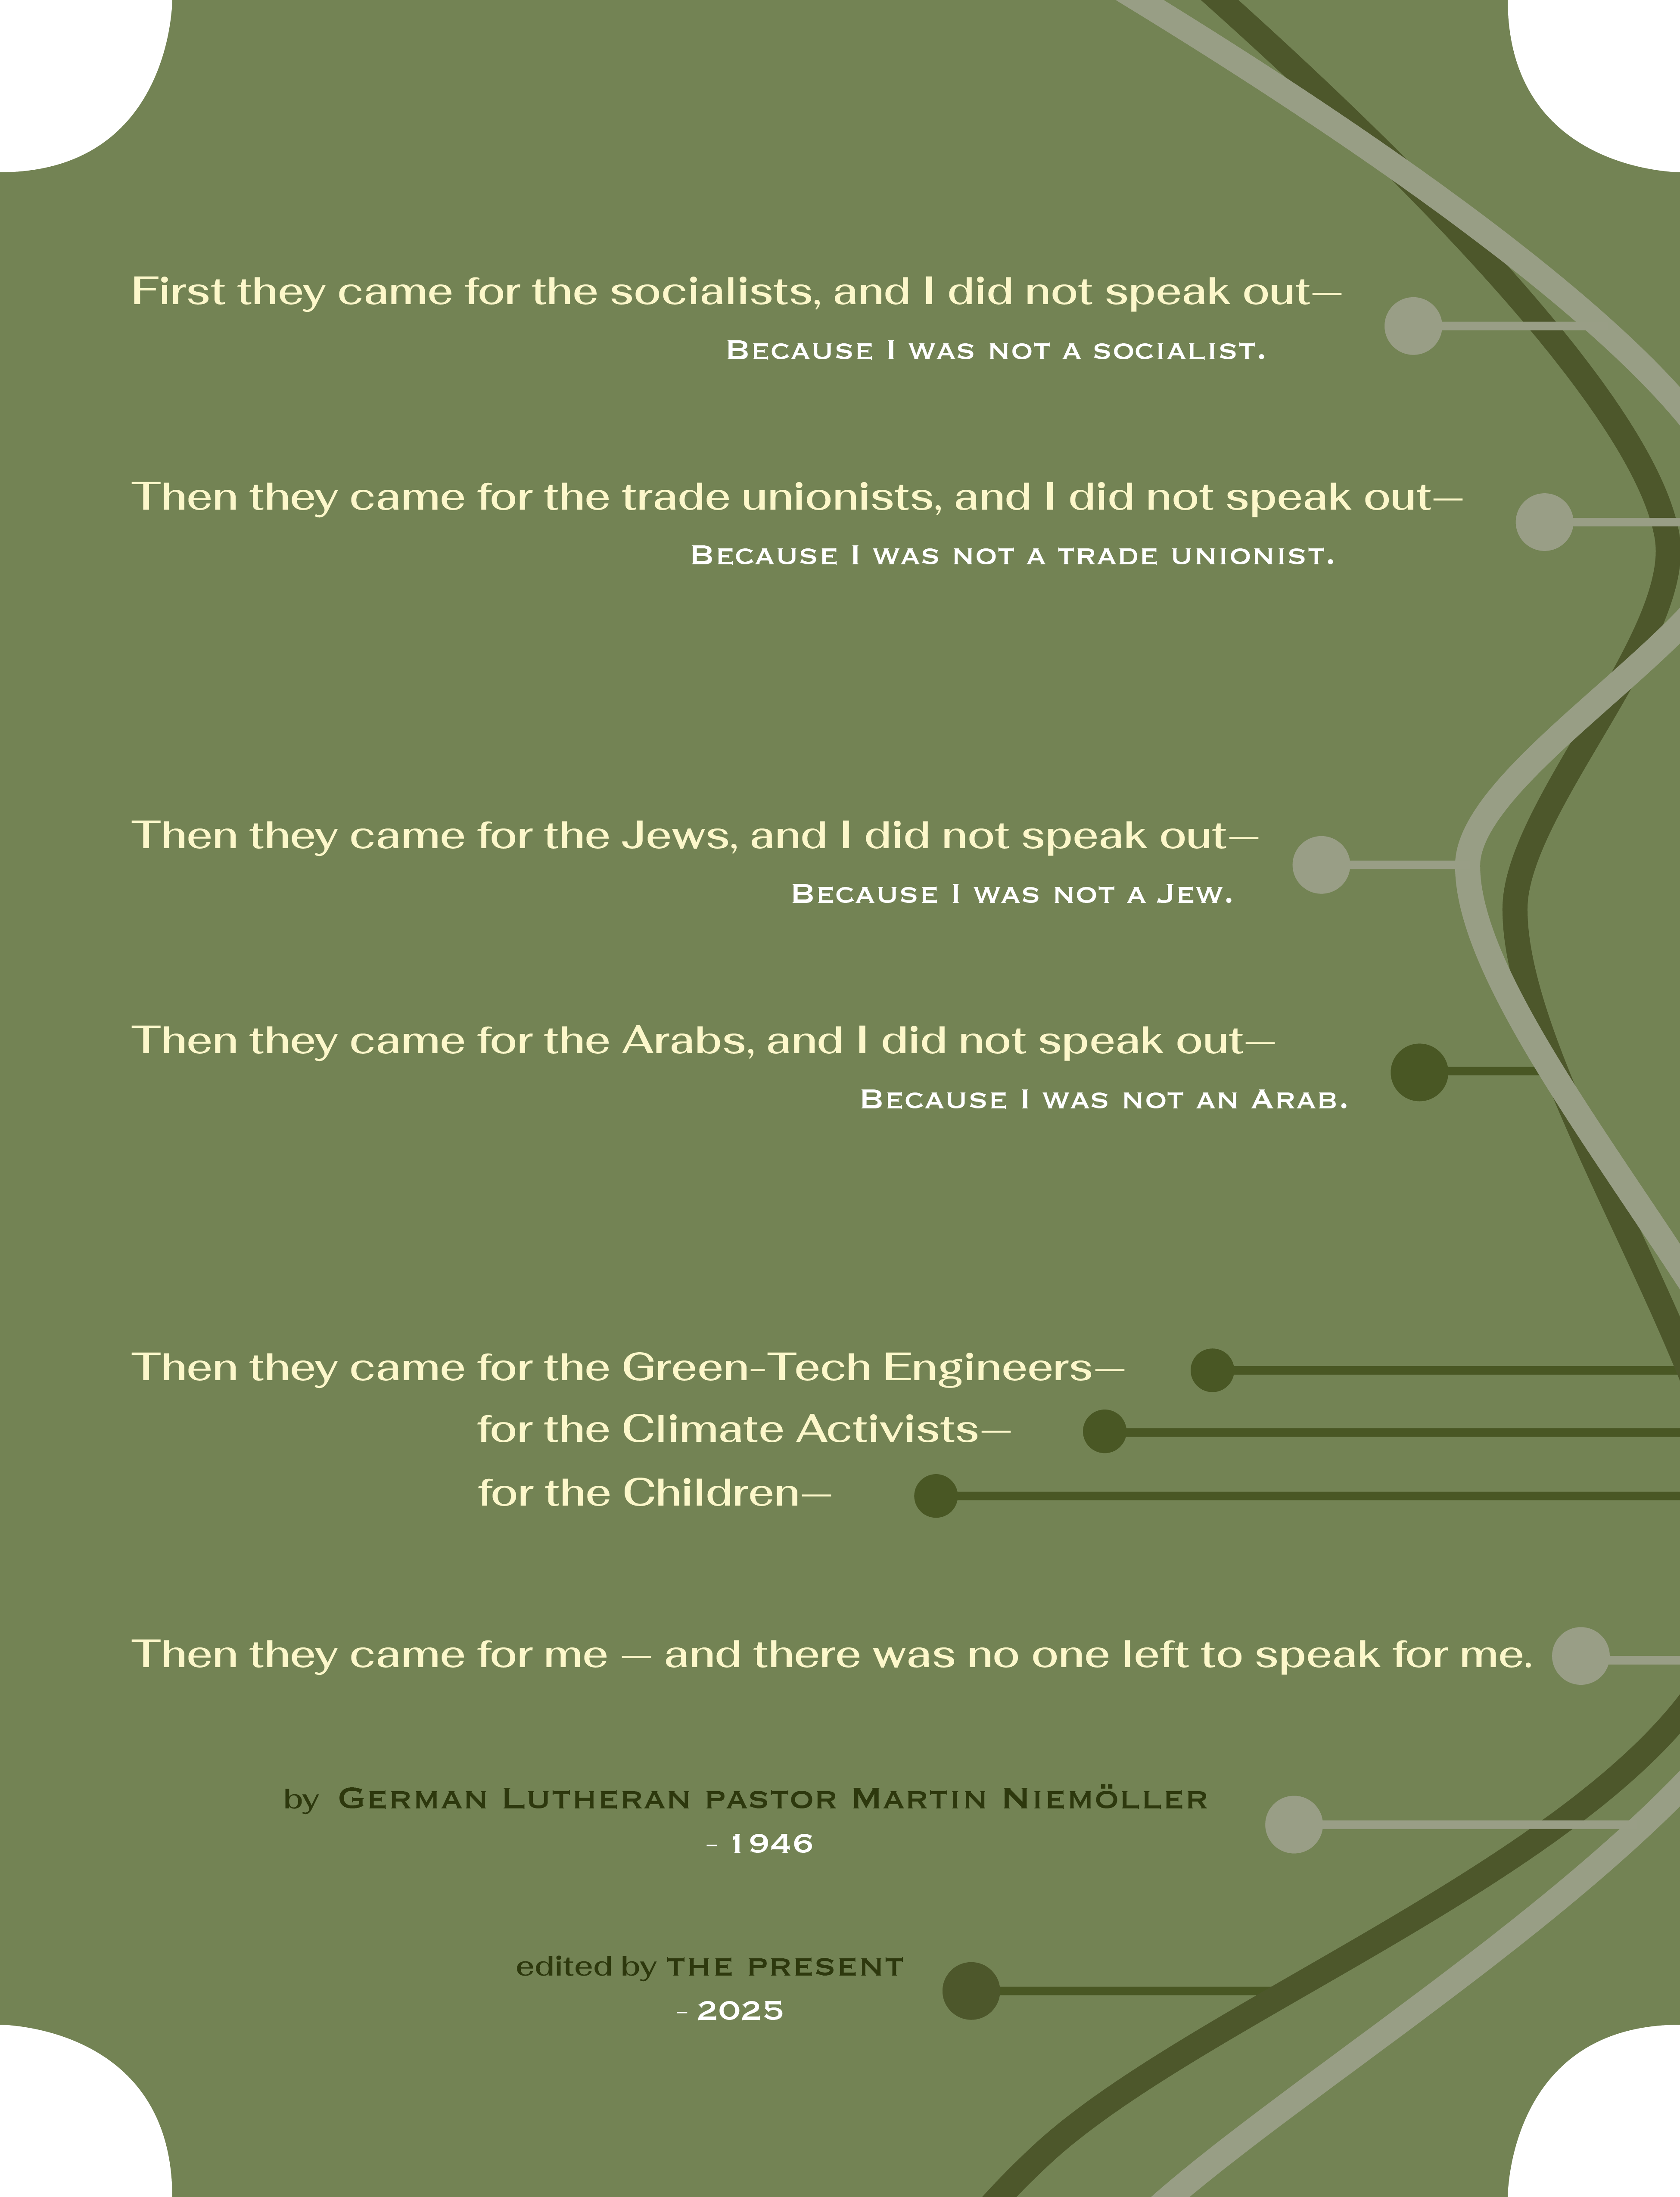 First they came for the socialists, and I did not speak out—
Because I was not a socialist.
Then they came for the trade unionists, and I did not speak out—
Because I was not a trade unionist.
Then they came for the Jews, and I did not speak out—
Because I was not a Jew.
Then they came for the Arabs, and I did not speak out—
Because I was not an Arab.
Then they came for the Green-Tech Engineers—
for the Climate Activists—
for the Children—
Then they came for me — and there was no one left to speak for me.
by German Lutheran pastor Martin Niemöller
- 1946
edited by the present
- 2025